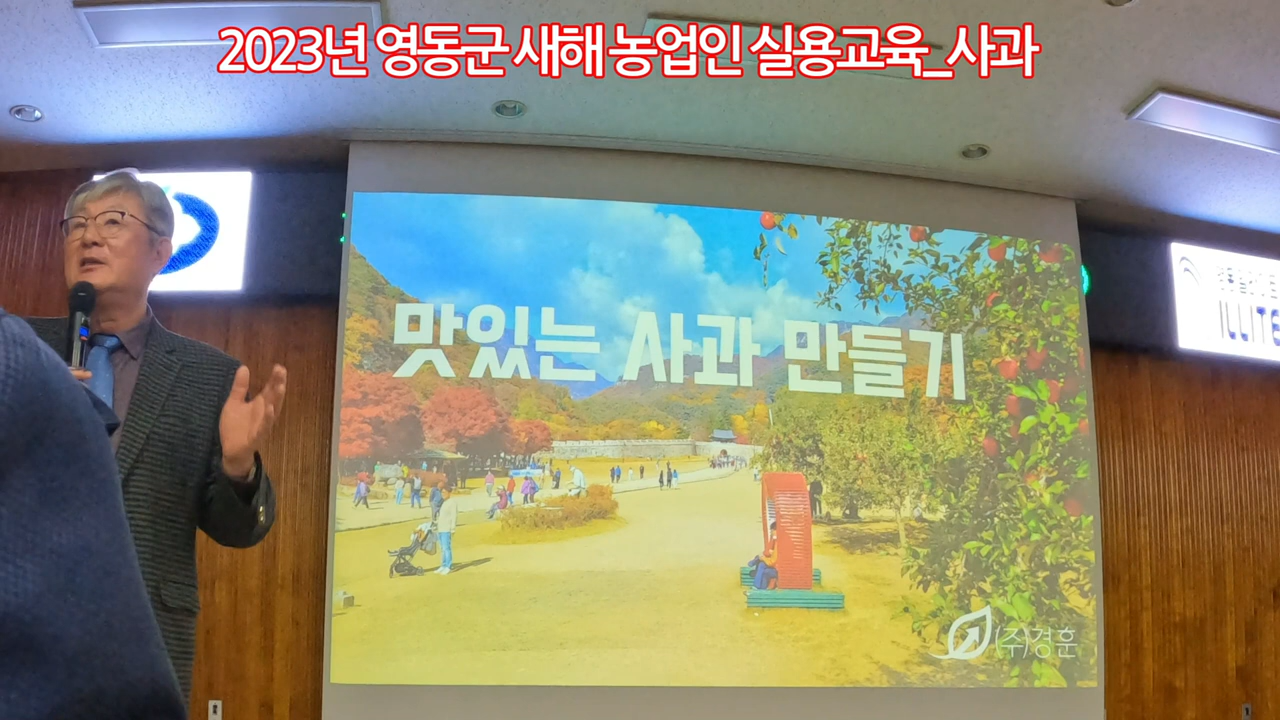 2023년 영동군 새해 농업인 실용교육_사과
맛있는 사과 만들기
ILLITE
(주)경훈